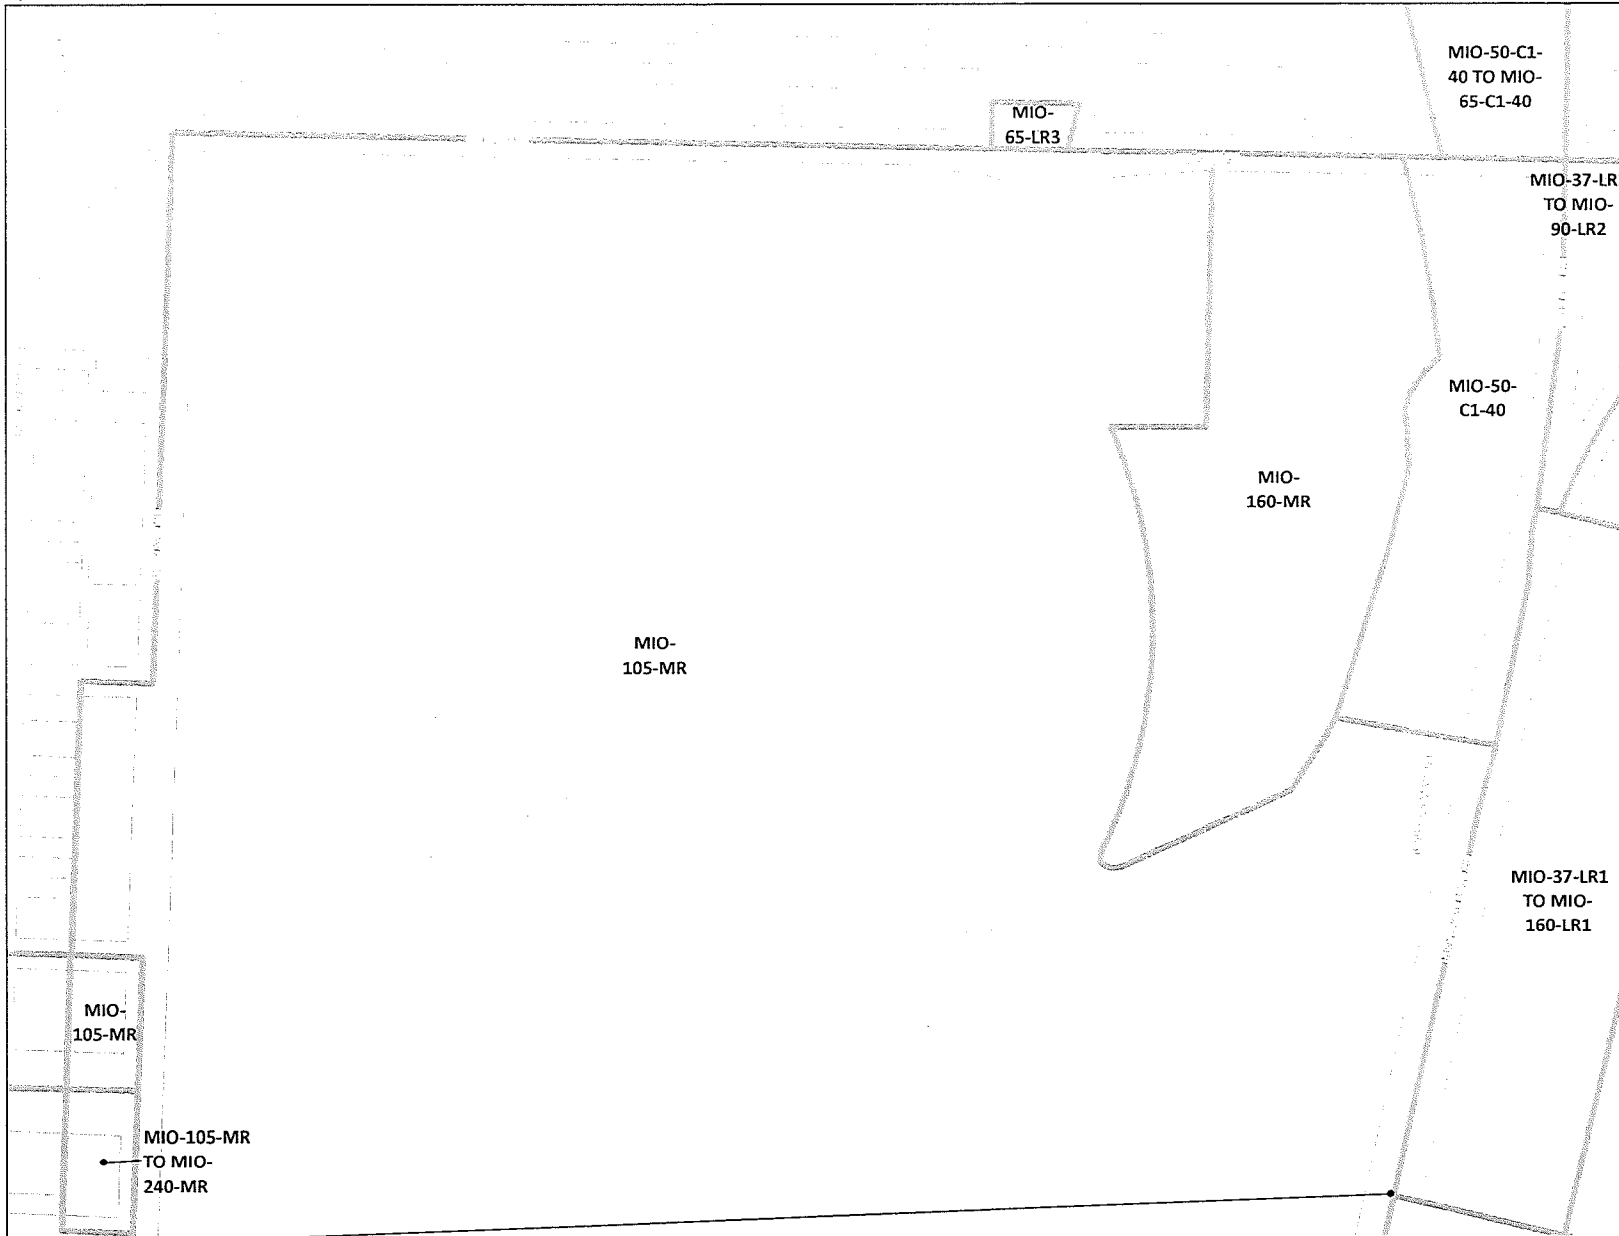 MIO-50-C1-
40 TO MIO-
65-C1-40
MIO-
65-LR3
MIO-37-LR
TO MIO-
90-LR2
MIO-50-
C1-40
MIO-
160-MR
MIO-
105-MR
MIO-37-LR1
TO MIO-
160-LR1
MIO-
105-MR
MIO-105-MR
TO MIO-
240-MR